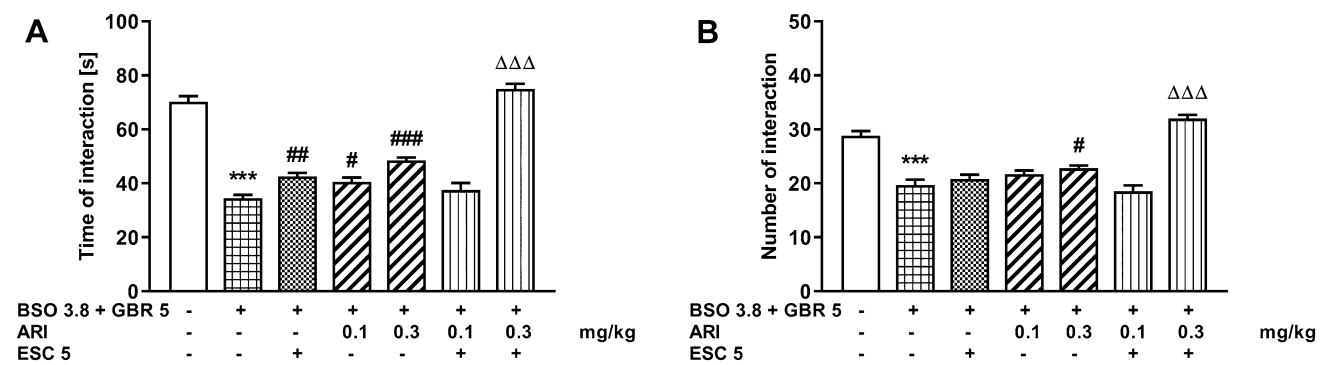 A
Time of interaction [s]
100
80
60
40
20
0
***
##
#
###
ΔΔΔ
BSO 3.8 + GBR 5 - + + + + + +
ARI - - - 0.1 0.3 0.1 0.3 mg/kg
ESC 5 - - + - - + +
B
Number of interaction
50
40
30
20
10
0
***
#
ΔΔΔ
BSO 3.8 + GBR 5 - + + + + + +
ARI - - - 0.1 0.3 0.1 0.3 mg/kg
ESC 5 - - + - - + +